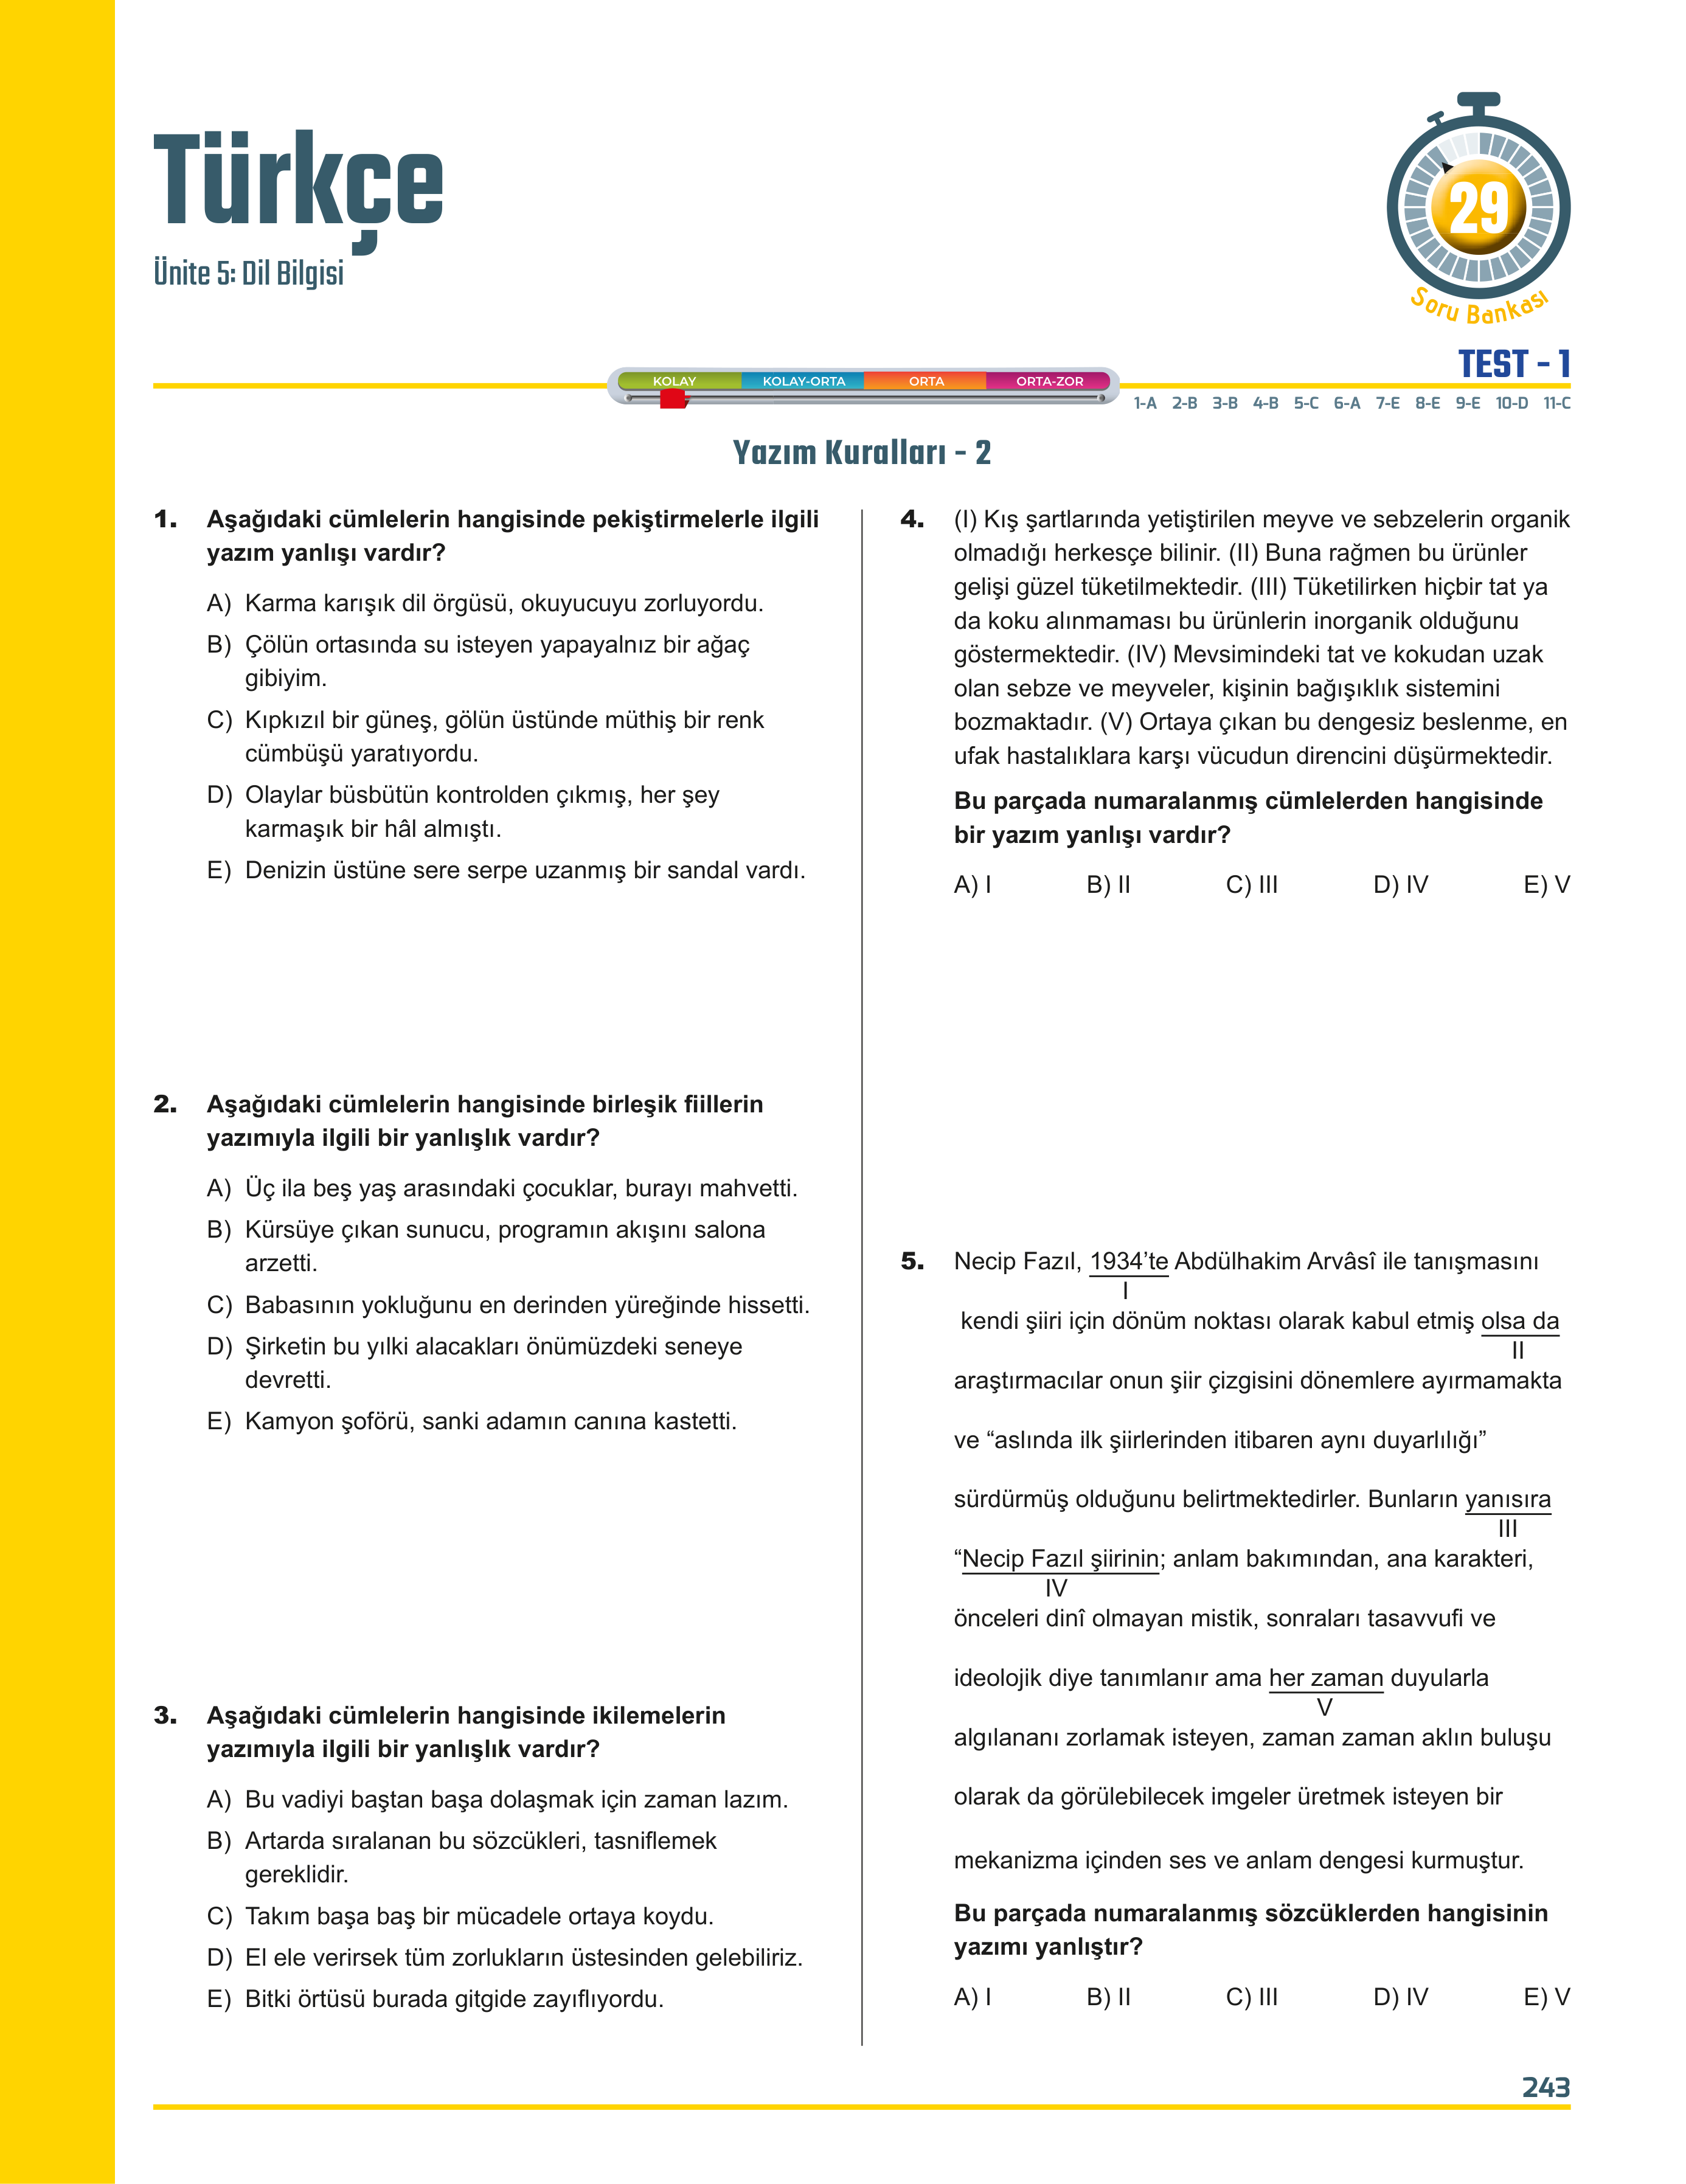 Türkçe
Ünite 5: Dil Bilgisi
29
Soru Bankası
TEST - 1
KOLAY KOLAY-ORTA ORTA ORTA-ZOR
1-A 2-B 3-B 4-B 5-C 6-A 7-E 8-E 9-E 10-D 11-C
Yazım Kuralları - 2
1. Aşağıdaki cümlelerin hangisinde pekiştirmelerle ilgili
yazım yanlışı vardır?
A) Karma karışık dil örgüsü, okuyucuyu zorluyordu.
B) Çölün ortasında su isteyen yapayalnız bir ağaç
gibiyim.
C) Kıpkızıl bir güneş, gölün üstünde müthiş bir renk
cümbüşü yaratıyordu.
D) Olaylar büsbütün kontrolden çıkmış, her şey
karmaşık bir hâl almıştı.
E) Denizin üstüne sere serpe uzanmış bir sandal vardı.
2. Aşağıdaki cümlelerin hangisinde birleşik fiillerin
yazımıyla ilgili bir yanlışlık vardır?
A) Üç ila beş yaş arasındaki çocuklar, burayı mahvetti.
B) Kürsüye çıkan sunucu, programın akışını salona
arzetti.
C) Babasının yokluğunu en derinden yüreğinde hissetti.
D) Şirketin bu yılki alacakları önümüzdeki seneye
devretti.
E) Kamyon şoförü, sanki adamın canına kastetti.
3. Aşağıdaki cümlelerin hangisinde ikilemelerin
yazımıyla ilgili bir yanlışlık vardır?
A) Bu vadiyi baştan başa dolaşmak için zaman lazım.
B) Artarda sıralanan bu sözcükleri, tasniflemek
gereklidir.
C) Takım başa baş bir mücadele ortaya koydu.
D) El ele verirsek tüm zorlukların üstesinden gelebiliriz.
E) Bitki örtüsü burada gitgide zayıflıyordu.
4. (I) Kış şartlarında yetiştirilen meyve ve sebzelerin organik
olmadığı herkesçe bilinir. (II) Buna rağmen bu ürünler
gelişi güzel tüketilmektedir. (III) Tüketilirken hiçbir tat ya
da koku alınmaması bu ürünlerin inorganik olduğunu
göstermektedir. (IV) Mevsimindeki tat ve kokudan uzak
olan sebze ve meyveler, kişinin bağışıklık sistemini
bozmaktadır. (V) Ortaya çıkan bu dengesiz beslenme, en
ufak hastalıklara karşı vücudun direncini düşürmektedir.
Bu parçada numaralanmış cümlelerden hangisinde
bir yazım yanlışı vardır?
A) I B) II C) III D) IV E) V
5. Necip Fazıl, 1934’te Abdülhakim Arvâsî ile tanışmasını
I
kendi şiiri için dönüm noktası olarak kabul etmiş olsa da
II
araştırmacılar onun şiir çizgisini dönemlere ayırmamakta
ve “aslında ilk şiirlerinden itibaren aynı duyarlılığı”
sürdürmüş olduğunu belirtmektedirler. Bunların yanısıra
III
“Necip Fazıl şiirinin; anlam bakımından, ana karakteri,
IV
önceleri dinî olmayan mistik, sonraları tasavvufi ve
ideolojik diye tanımlanır ama her zaman duyularla
V
algılananı zorlamak isteyen, zaman zaman aklın buluşu
olarak da görülebilecek imgeler üretmek isteyen bir
mekanizma içinden ses ve anlam dengesi kurmuştur.
Bu parçada numaralanmış sözcüklerden hangisinin
yazımı yanlıştır?
A) I B) II C) III D) IV E) V
243